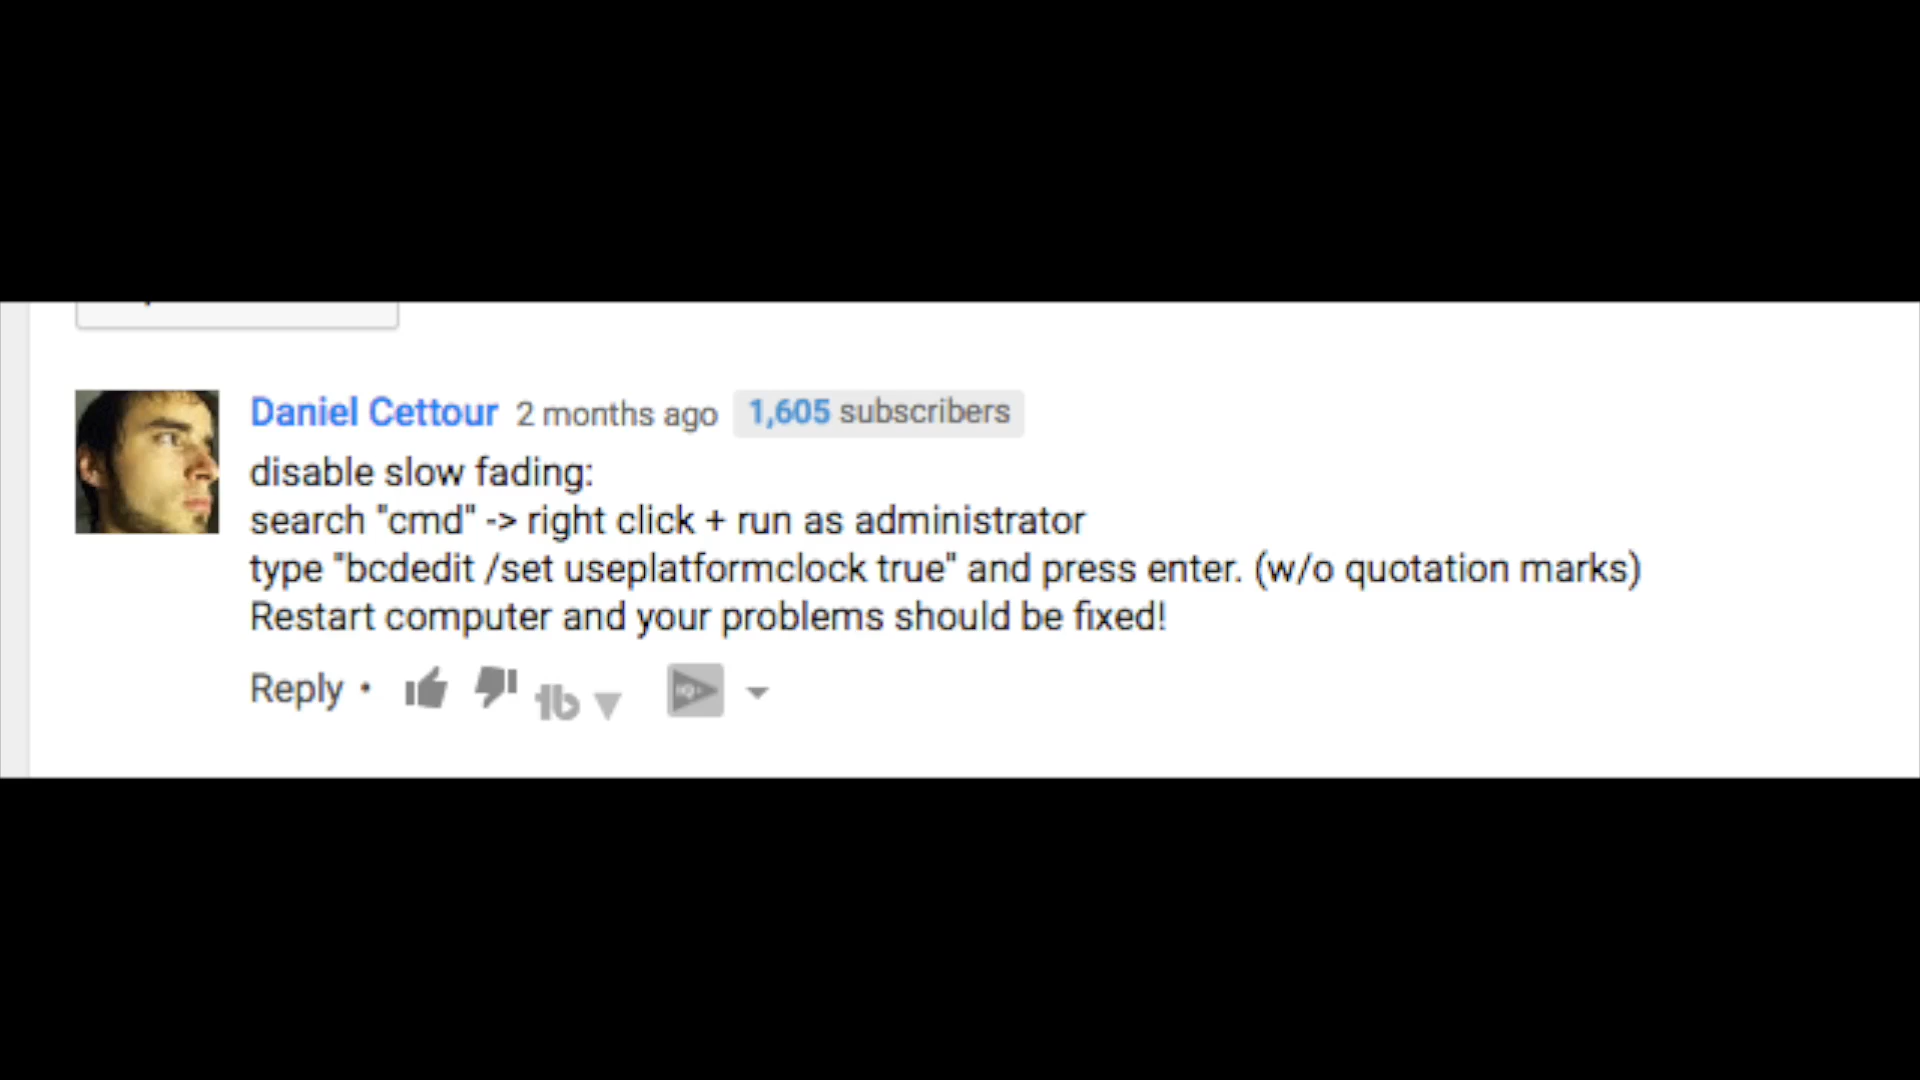 Daniel Cettour 2 months ago 1,605 subscribers
disable slow fading:
search "cmd" -> right click + run as administrator
type "bcdedit /set useplatformclock true" and press enter. (w/o quotation marks)
Restart computer and your problems should be fixed!
Reply •